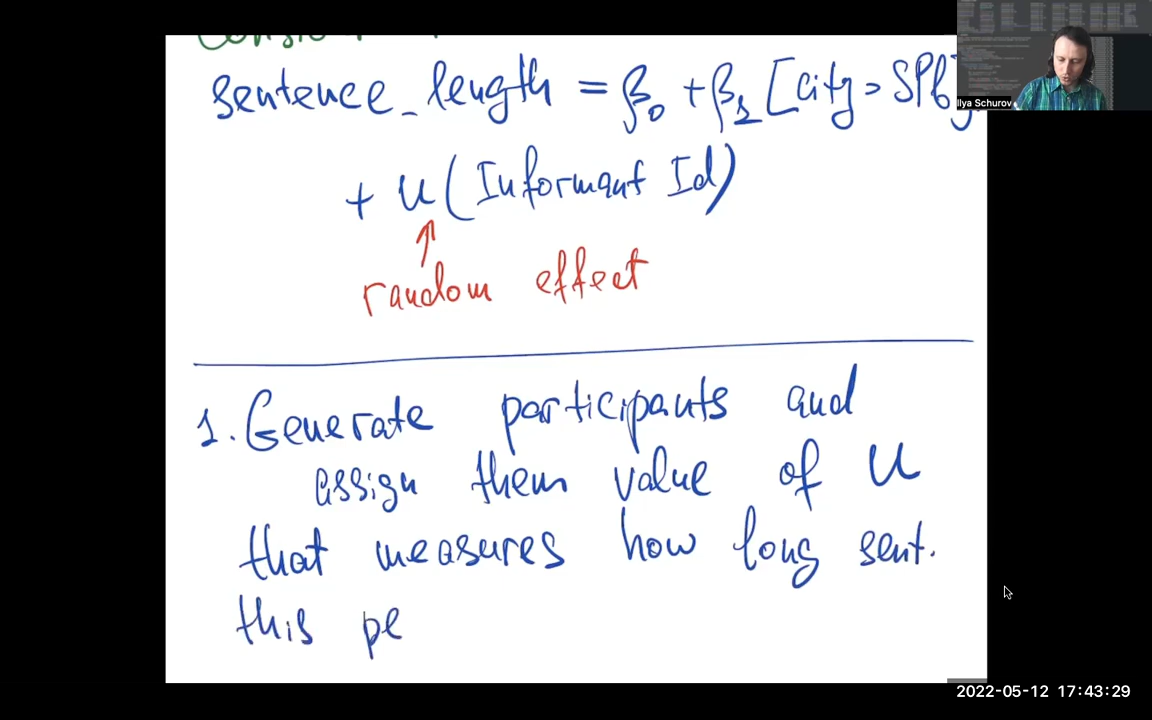 sentence_length = β₀ + β₁ [city = SPb]
+ u (Informant Id)
↑
random effect
1. Generate participants and
assign them value of u
that measures how long sent.
this pe
Ilya Schurov
2022-05-12 17:43:29